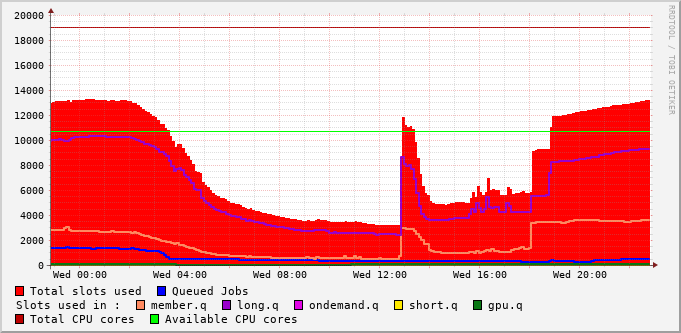 20000
18000
16000
14000
12000
10000
8000
6000
4000
2000
0
Wed 00:00 Wed 04:00 Wed 08:00 Wed 12:00 Wed 16:00 Wed 20:00
Total slots used Queued Jobs
Slots used in : member.q long.q ondemand.q short.q gpu.q
Total CPU cores Available CPU cores
RRDTOOL / TOBI OETIKER